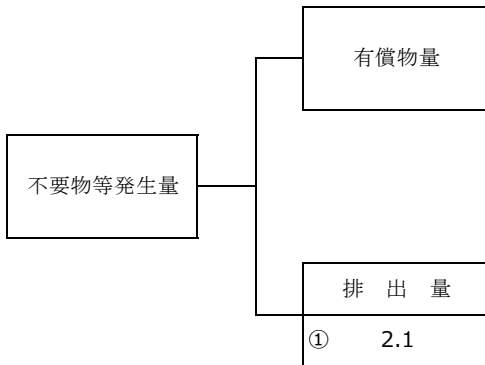 有償物量
不要物等発生量
排 出 量
① 2.1